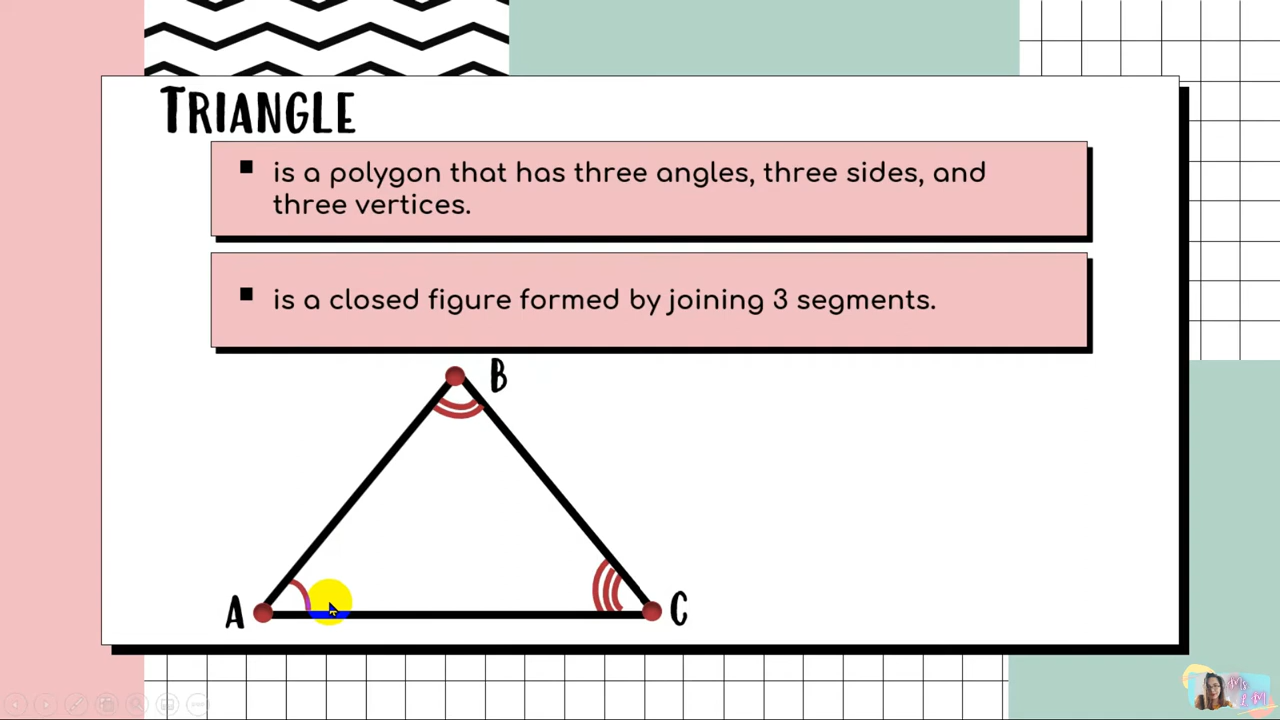 TRIANGLE
▪ is a polygon that has three angles, three sides, and
three vertices.
▪ is a closed figure formed by joining 3 segments.
B
A
C